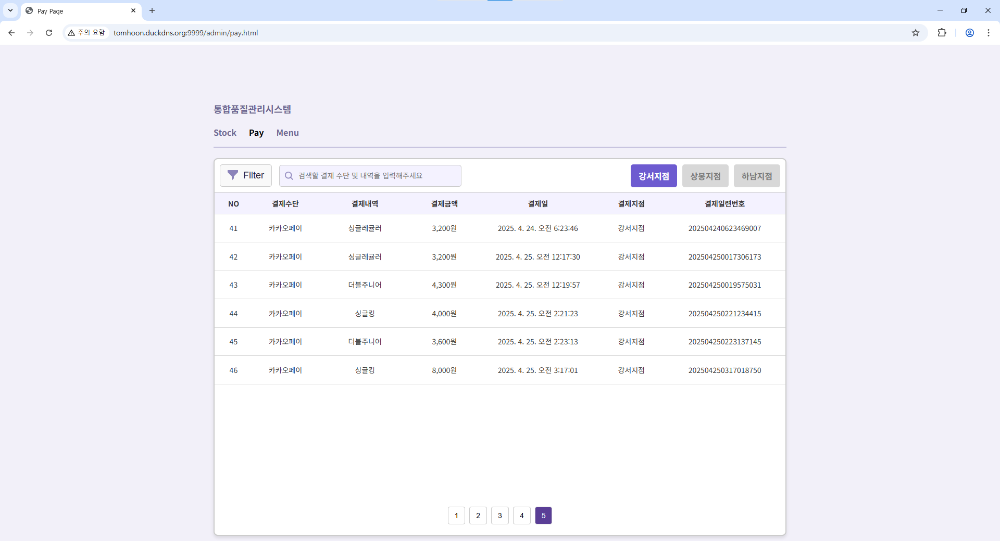 Pay Page
주의 요함
tomhoon.duckdns.org:9999/admin/pay.html
통합품질관리시스템
Stock Pay Menu
Filter 검색할 결제 수단 및 내역을 입력해주세요 강서지점 상봉지점 하남지점
NO 결제수단 결제내역 결제금액 결제일 결제지점 결제일련번호
41 카카오페이 싱글레귤러 3,200원 2025. 4. 24. 오전 6:23:46 강서지점 202504240623469007
42 카카오페이 싱글레귤러 3,200원 2025. 4. 25. 오전 12:17:30 강서지점 202504250017306173
43 카카오페이 더블주니어 4,300원 2025. 4. 25. 오전 12:19:57 강서지점 202504250019575031
44 카카오페이 싱글킹 4,000원 2025. 4. 25. 오전 2:21:23 강서지점 202504250221234415
45 카카오페이 더블주니어 3,600원 2025. 4. 25. 오전 2:23:13 강서지점 202504250223137145
46 카카오페이 싱글킹 8,000원 2025. 4. 25. 오전 3:17:01 강서지점 202504250317018750
1 2 3 4 5